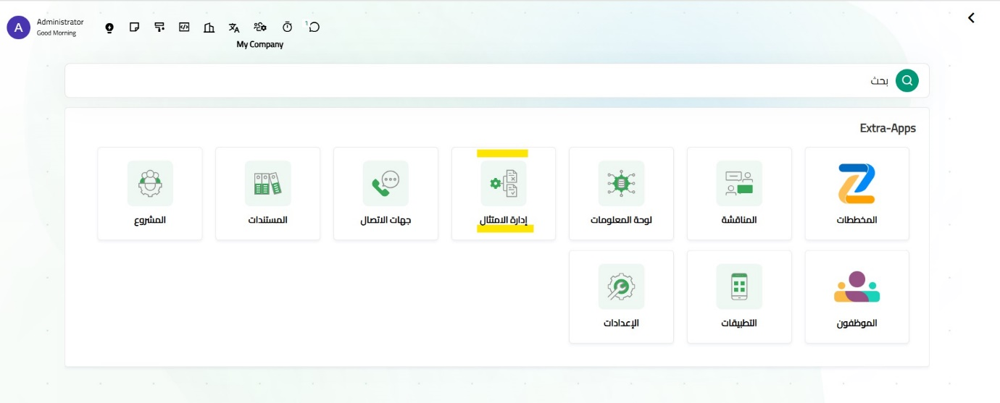 Administrator
Good Morning
1
My Company
بحث
Extra-Apps
المخططات
المناقشة
لوحة المعلومات
إدارة الامتثال
جهات الاتصال
المستندات
المشروع
الموظفون
التطبيقات
الإعدادات
A